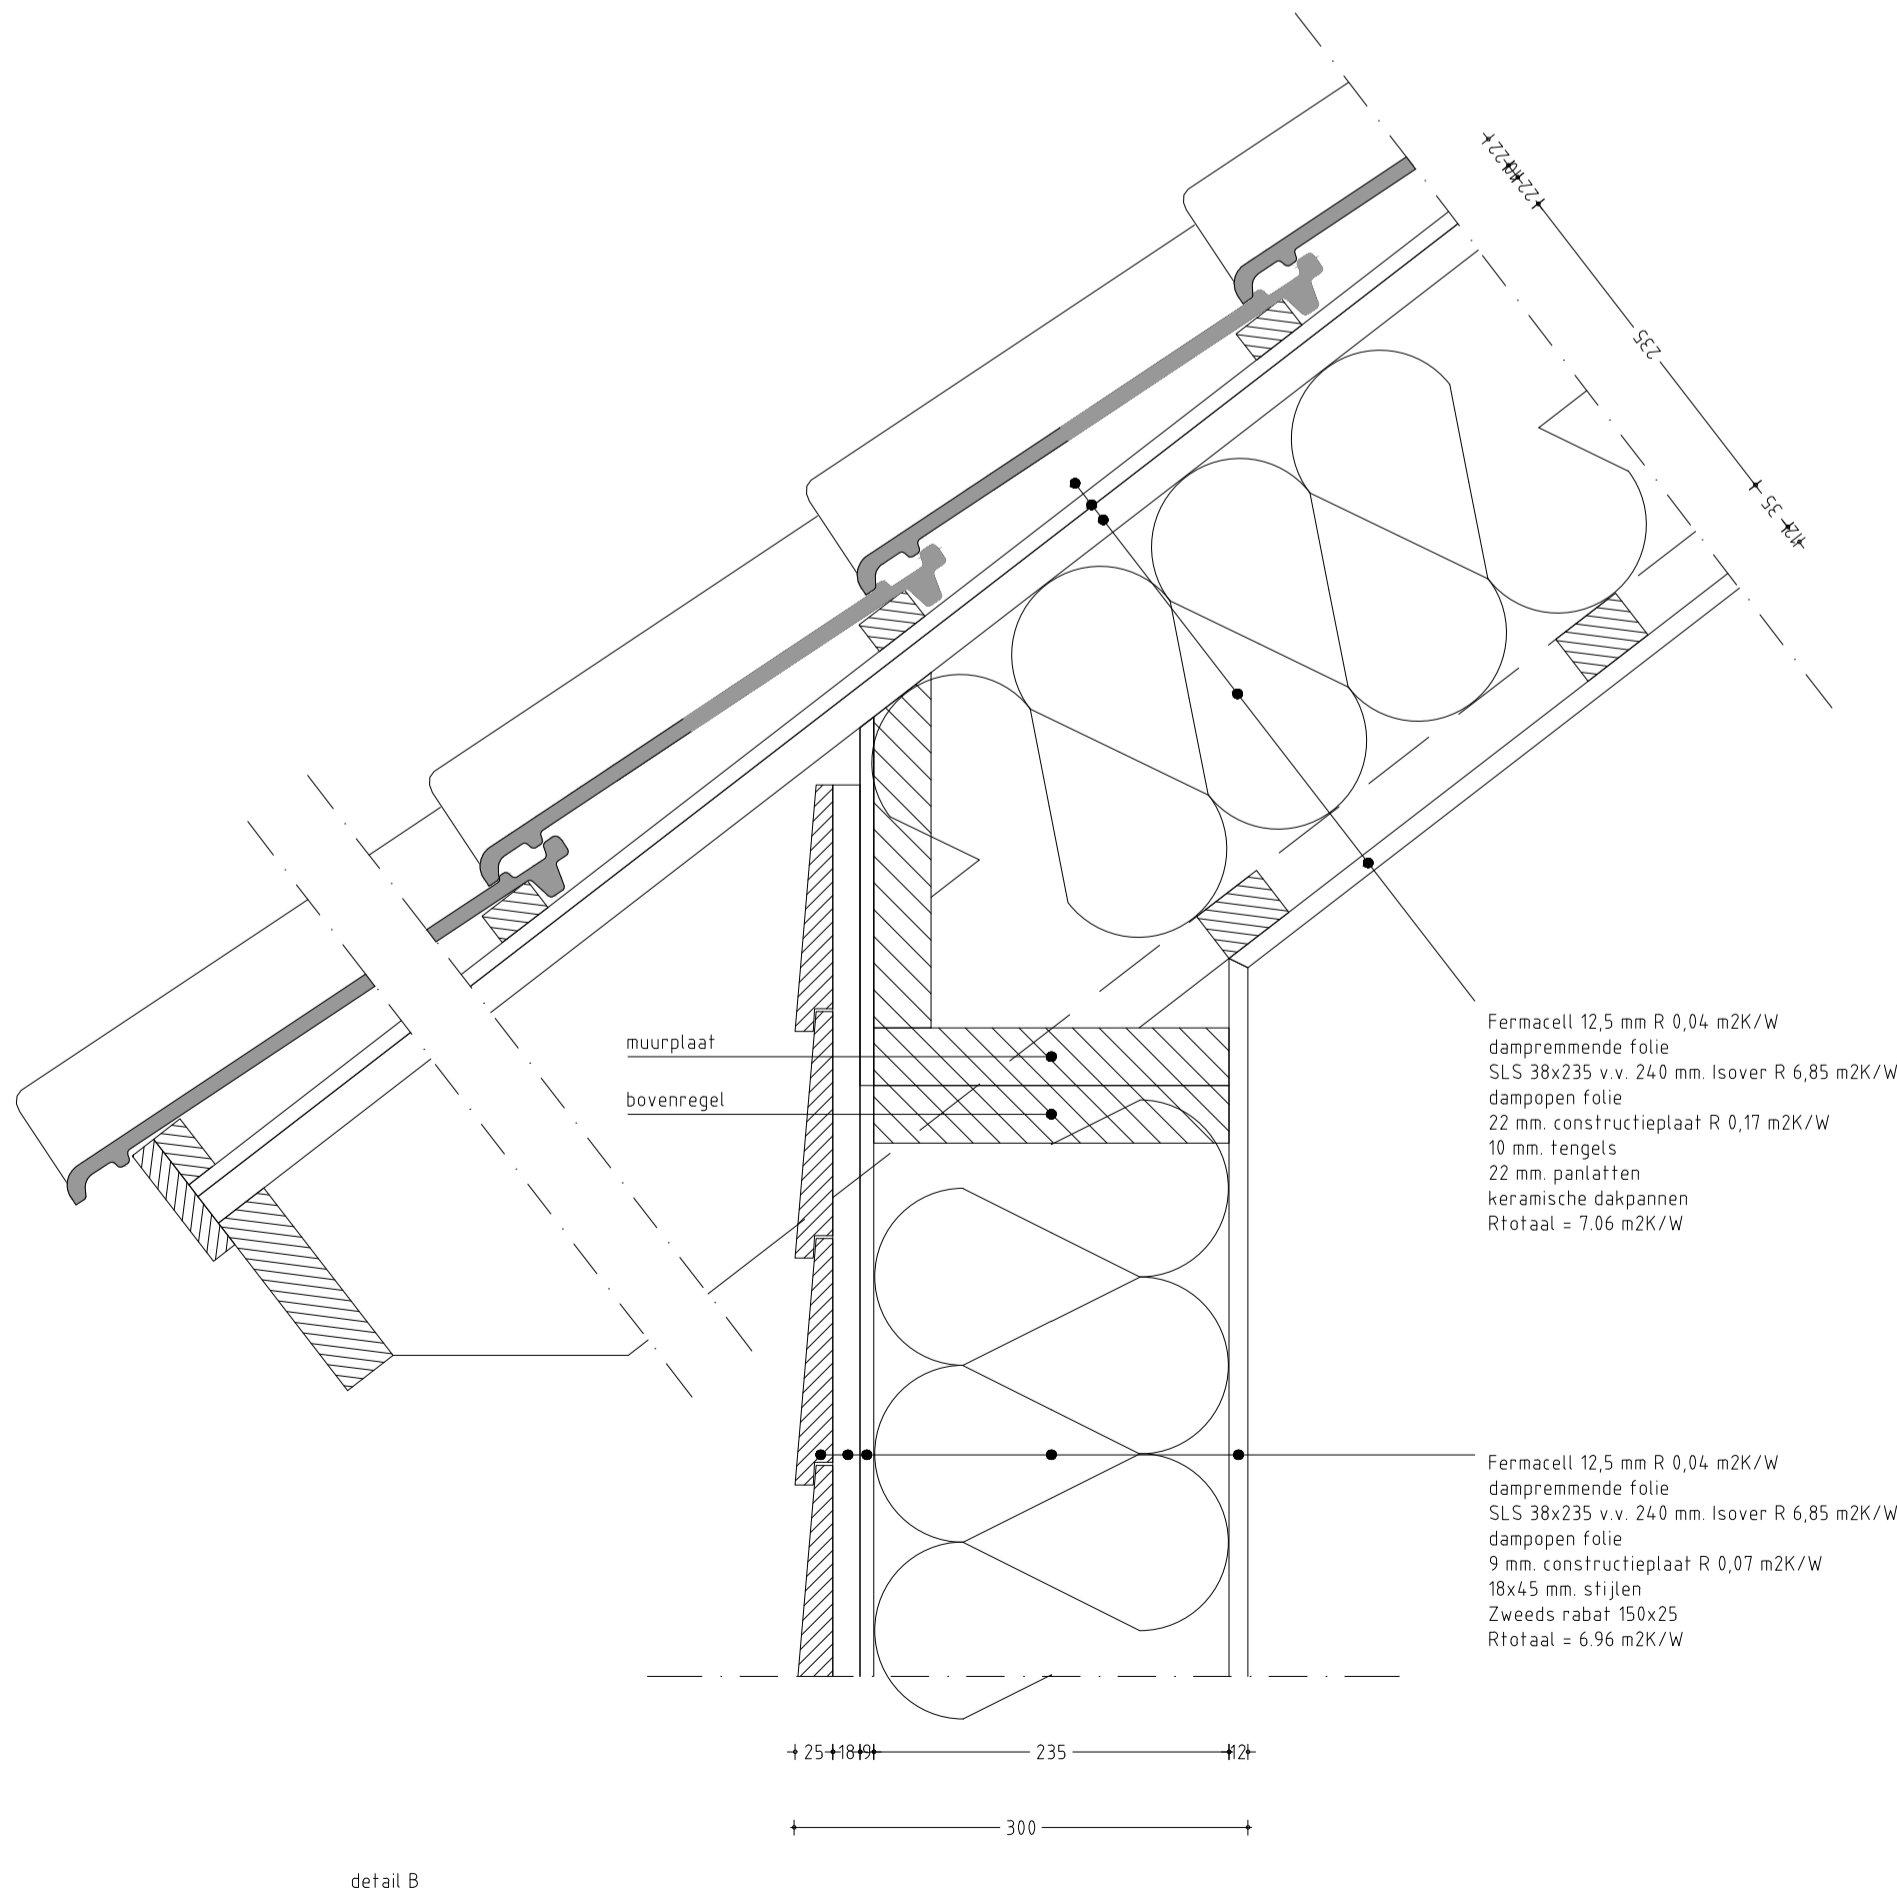 22
10
22
235
35
12
muurplaat
bovenregel
Fermacell 12,5 mm R 0,04 m2K/W
dampremmende folie
SLS 38x235 v.v. 240 mm. Isover R 6,85 m2K/W
dampopen folie
22 mm. constructieplaat R 0,17 m2K/W
10 mm. tengels
22 mm. panlatten
keramische dakpannen
Rtotaal = 7.06 m2K/W
Fermacell 12,5 mm R 0,04 m2K/W
dampremmende folie
SLS 38x235 v.v. 240 mm. Isover R 6,85 m2K/W
dampopen folie
9 mm. constructieplaat R 0,07 m2K/W
18x45 mm. stijlen
Zweeds rabat 150x25
Rtotaal = 6.96 m2K/W
25 18 9 235 12
300
detail B